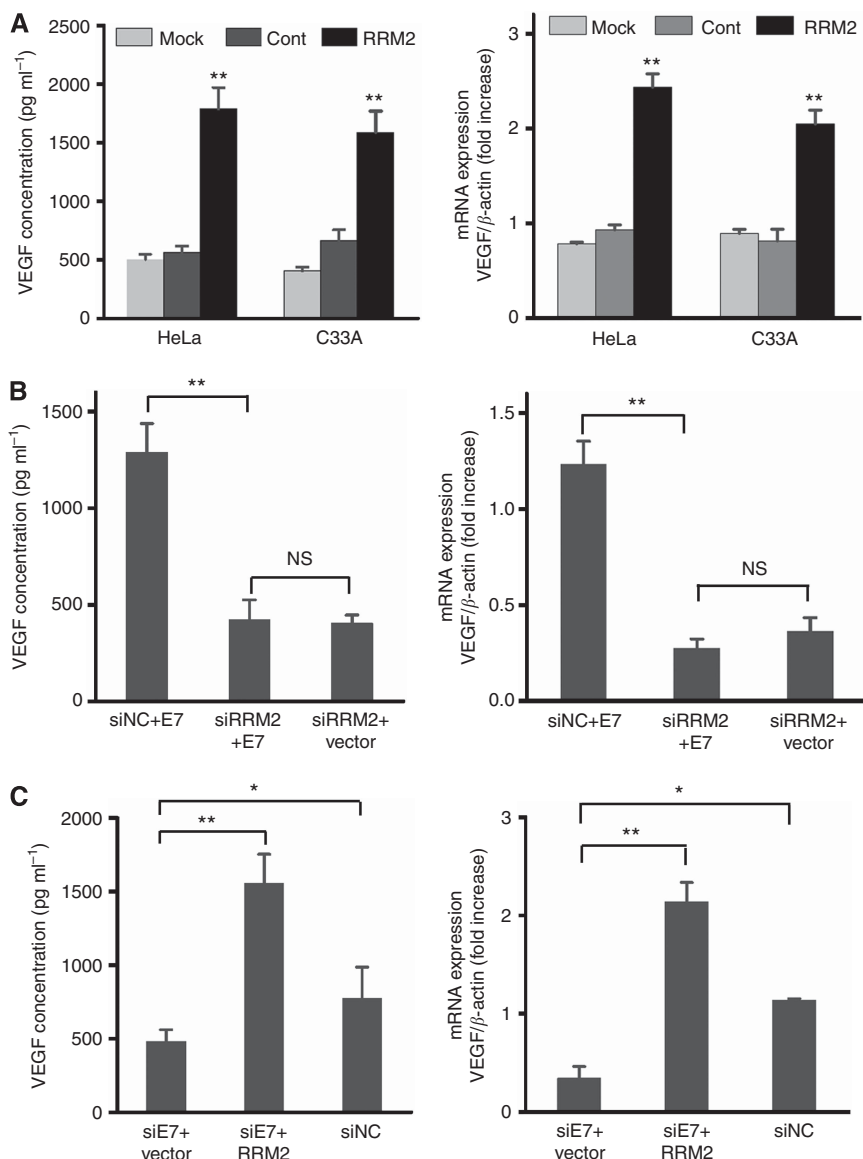 A
VEGF concentration (pg ml⁻¹)
2500
2000
1500
1000
500
0
Mock Cont RRM2
**
**
HeLa C33A
mRNA expression
VEGF/β-actin (fold increase)
3
2
1
0
Mock Cont RRM2
**
**
HeLa C33A
B
VEGF concentration (pg ml⁻¹)
1500
1000
500
0
**
NS
siNC+E7 siRRM2 siRRM2+
+E7 vector
mRNA expression
VEGF/β-actin (fold increase)
1.5
1.0
0.5
0.0
**
NS
siNC+E7 siRRM2 siRRM2+
+E7 vector
C
VEGF concentration (pg ml⁻¹)
2000
1500
1000
500
0
*
**
siE7+ siE7+ siNC
vector RRM2
mRNA expression
VEGF/β-actin (fold increase)
3
2
1
0
*
**
siE7+ siE7+ siNC
vector RRM2